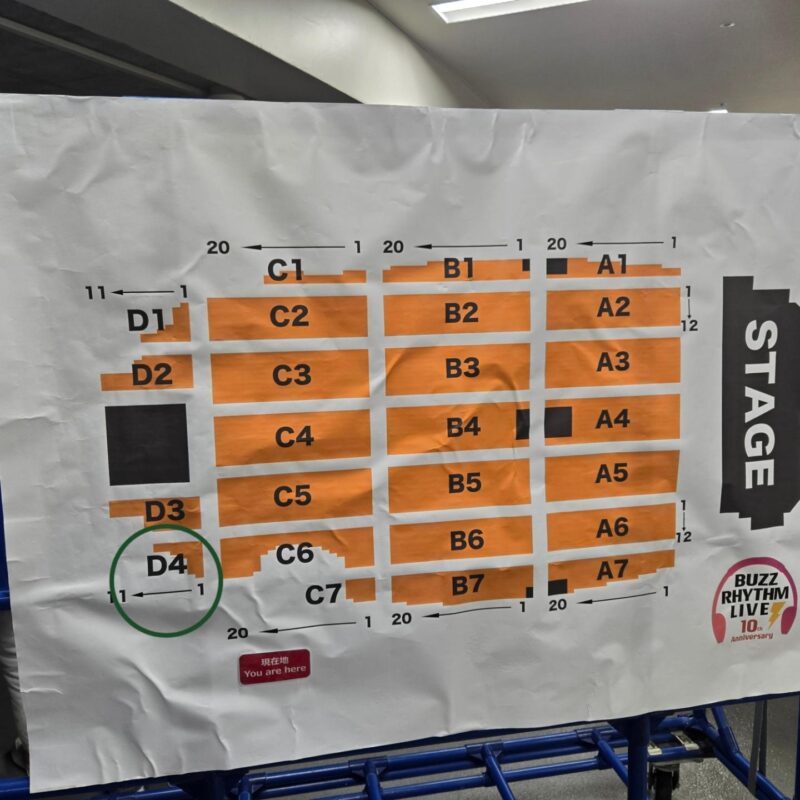 20 1
20 1
20 1
C1
B1
A1
11 1
D1
C2
B2
A2
1
12
D2
C3
B3
A3
C4
B4
A4
STAGE
D3
C5
B5
A5
D4
C6
B6
A6
1
12
11 1
C7
B7
A7
20 1
20 1
20 1
現在地
You are here
BUZZ
RHYTHM
LIVE
10th
Anniversary